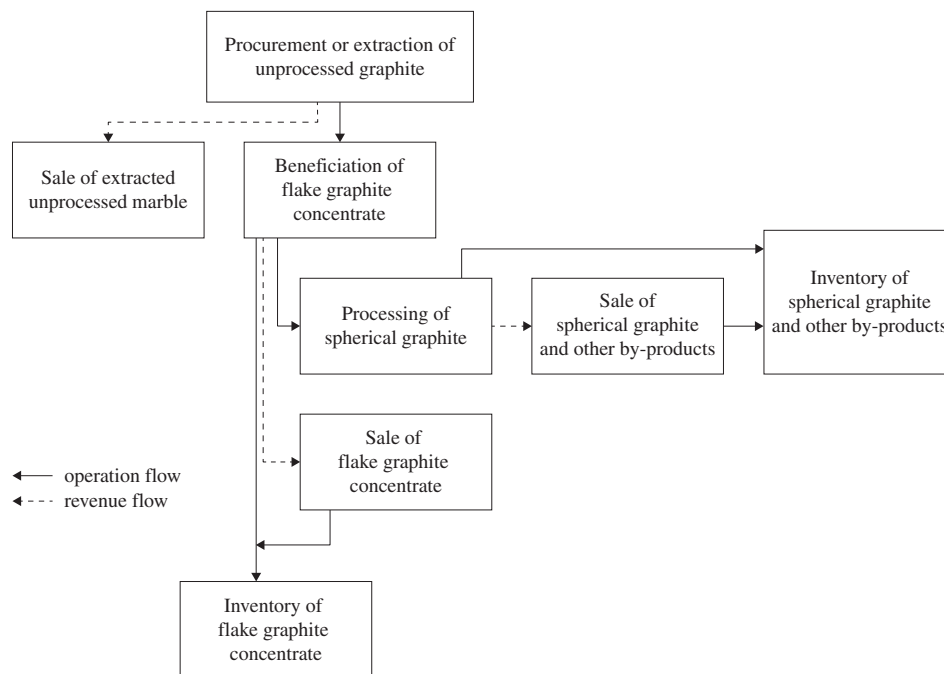 Procurement or extraction of
unprocessed graphite
Sale of extracted
unprocessed marble
Beneficiation of
flake graphite
concentrate
Processing of
spherical graphite
Sale of
spherical graphite
and other by-products
Inventory of
spherical graphite
and other by-products
Sale of
flake graphite
concentrate
operation flow
revenue flow
Inventory of
flake graphite
concentrate